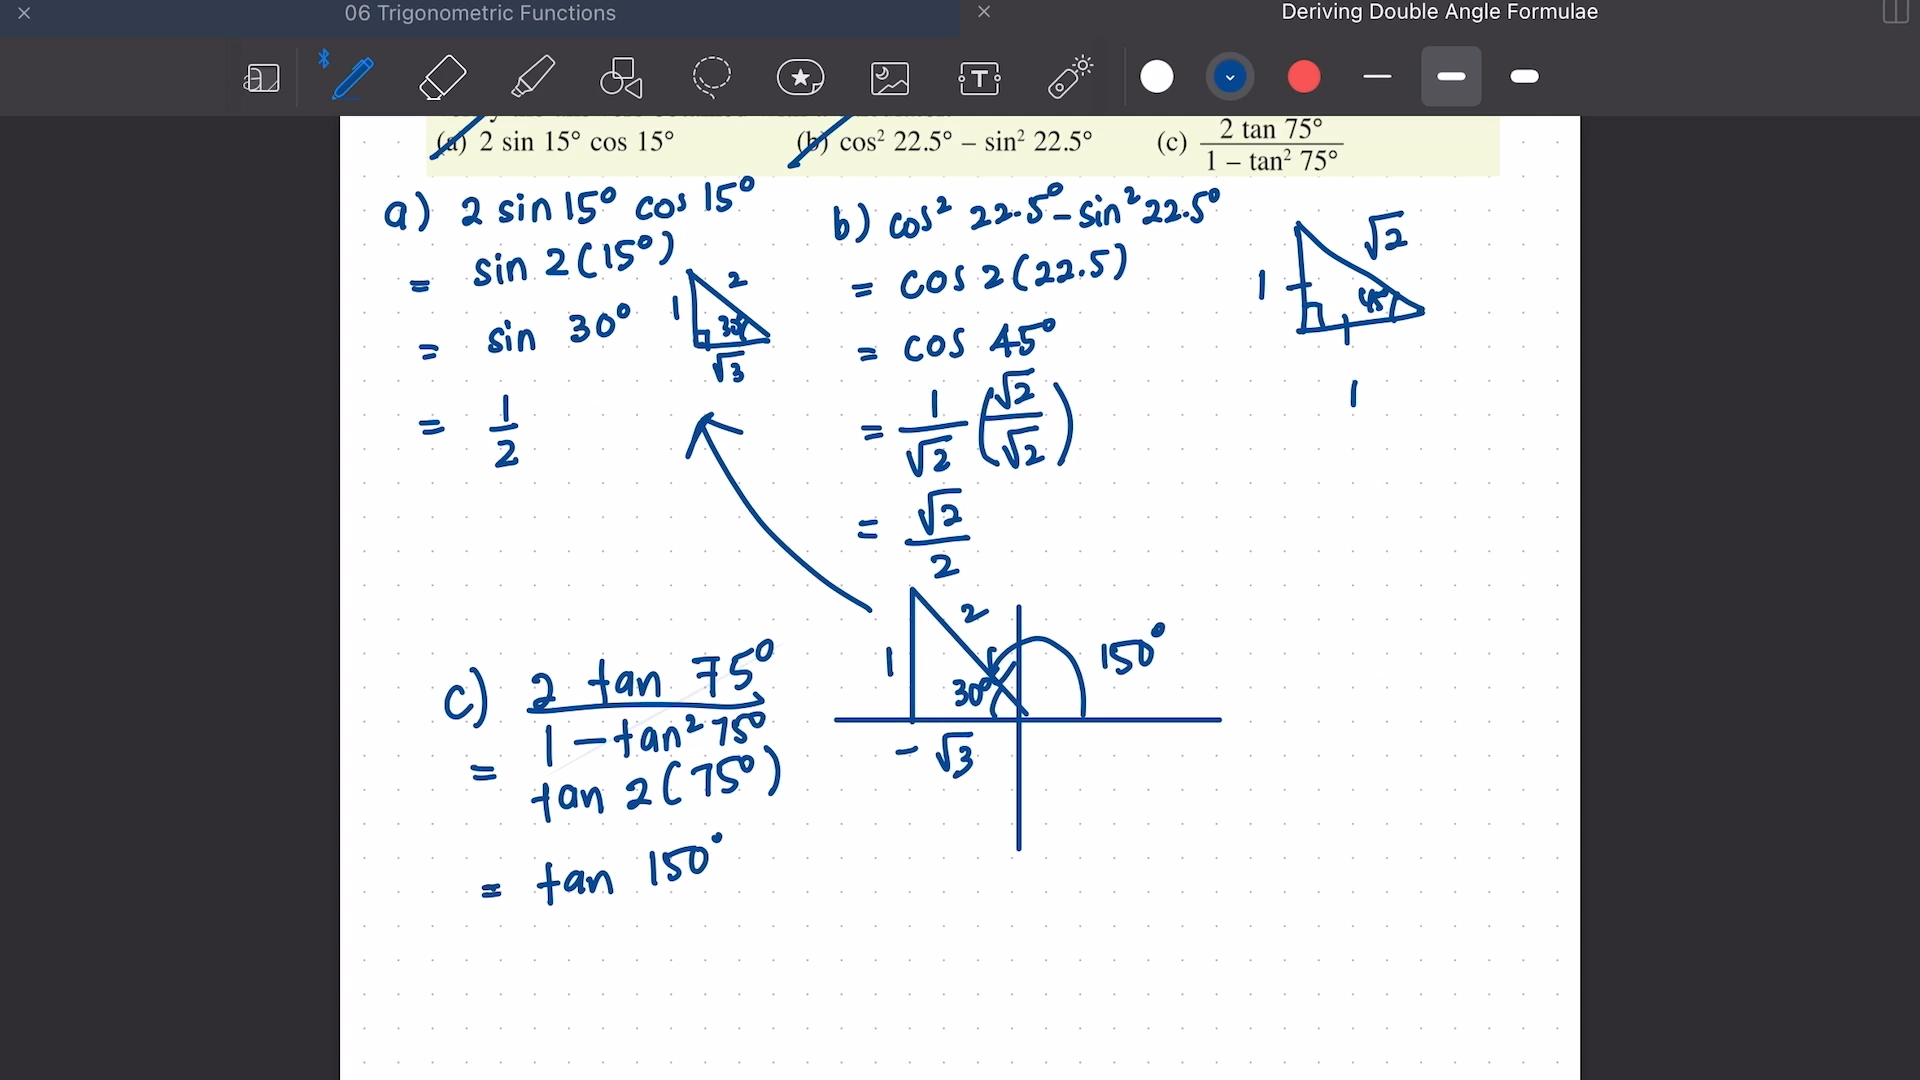 06 Trigonometric Functions
Deriving Double Angle Formulae
T
(a) 2 sin 15° cos 15°
(b) cos² 22.5° – sin² 22.5°
(c) 2 tan 75°
1 – tan² 75°
a) 2 sin 15° cos 15°
= sin 2(15°)
= sin 30°
= 1
2
2
1
30°
√3
b) cos² 22.5° - sin² 22.5°
= cos 2(22.5)
= cos 45°
= 1/√2 (√2/√2)
= √2
2
√2
1
45°
1
c) 2 tan 75°
1 - tan² 75°
= tan 2(75°)
= tan 150°
2
1
30°
150°
- √3